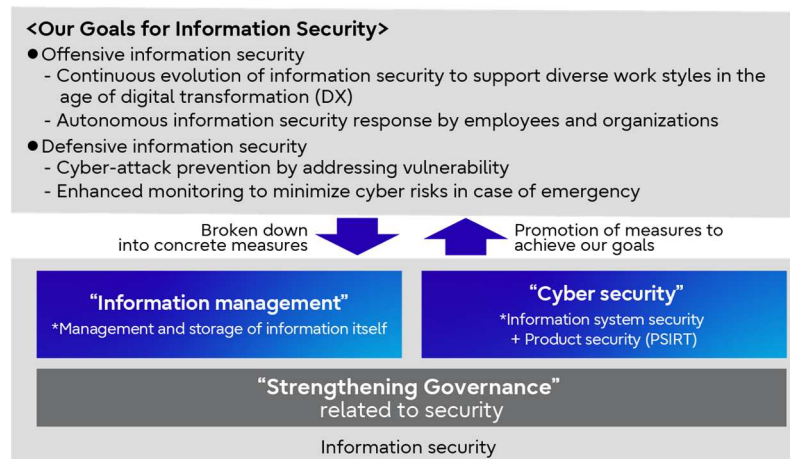 <Our Goals for Information Security>
●Offensive information security
- Continuous evolution of information security to support diverse work styles in the
age of digital transformation (DX)
- Autonomous information security response by employees and organizations
●Defensive information security
- Cyber-attack prevention by addressing vulnerability
- Enhanced monitoring to minimize cyber risks in case of emergency
Broken down
into concrete measures
Promotion of measures to
achieve our goals
“Information management”
*Management and storage of information itself
“Cyber security”
*Information system security
+ Product security (PSIRT)
“Strengthening Governance”
related to security
Information security